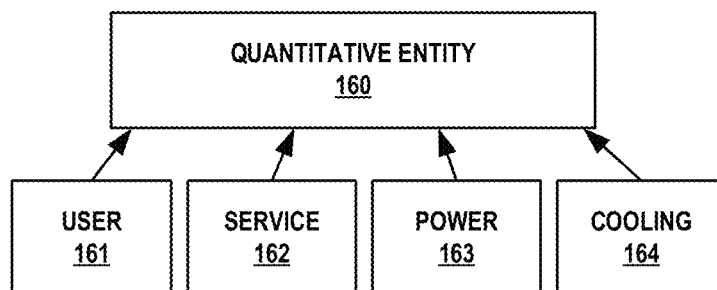 QUANTITATIVE ENTITY
160
USER
161
SERVICE
162
POWER
163
COOLING
164